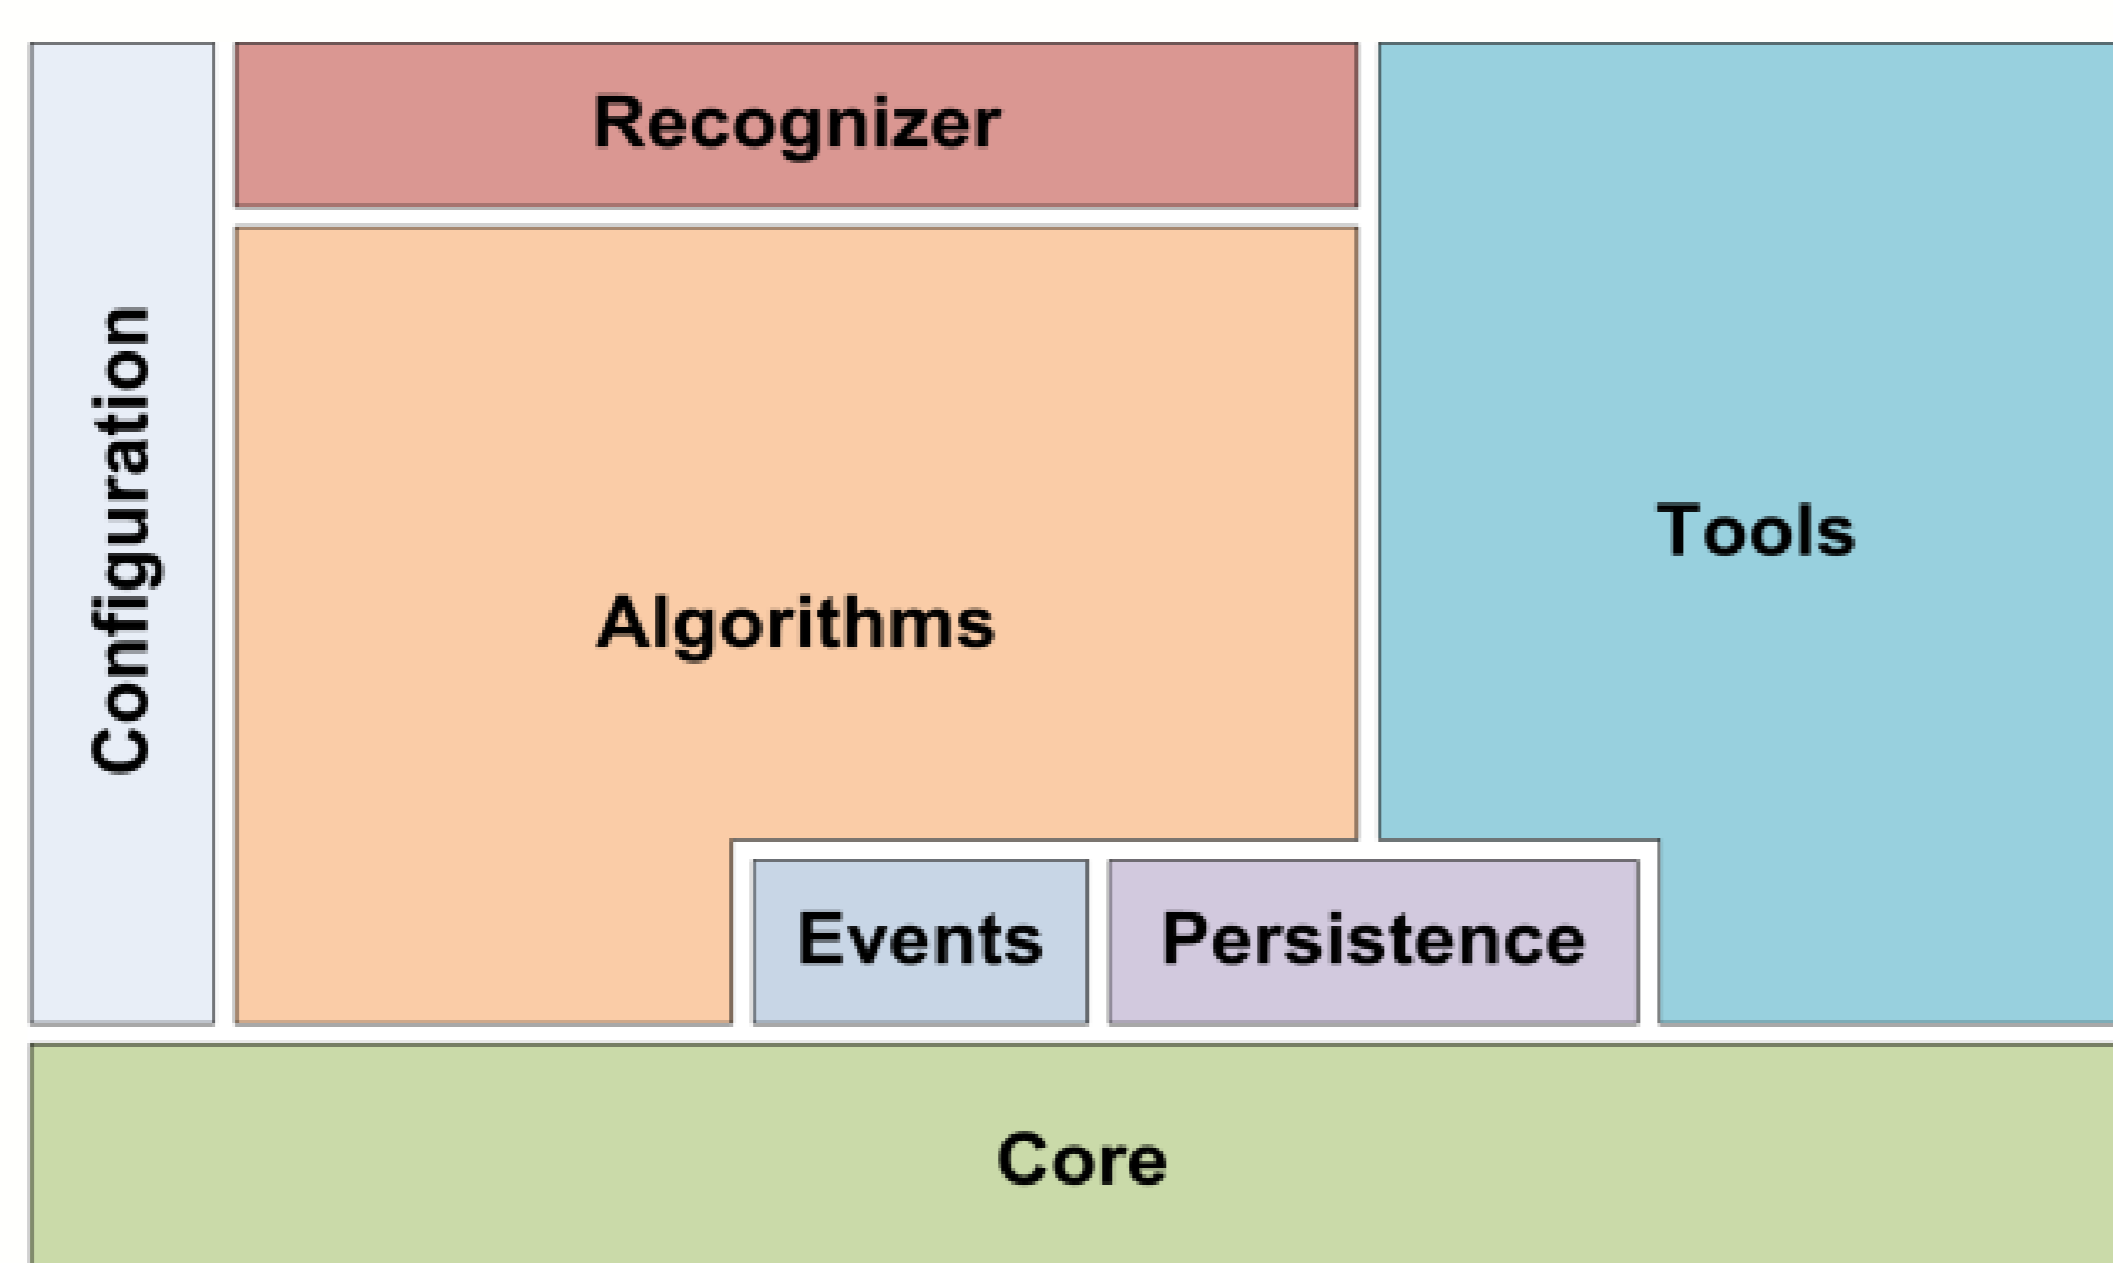 Recognizer
Configuration
Algorithms
Tools
Events
Persistence
Core